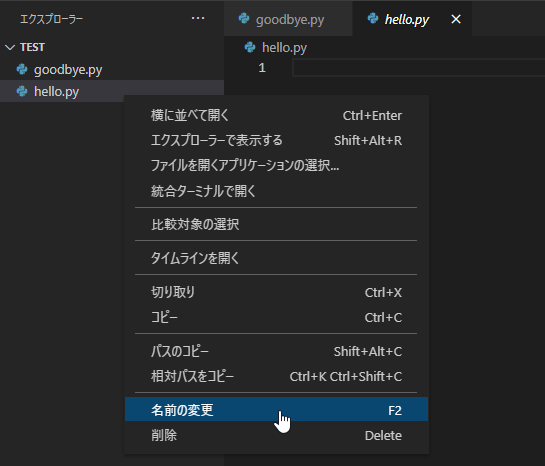 エクスプローラー ...
goodbye.py hello.py
TEST
hello.py
goodbye.py
1
hello.py
横に並べて開く Ctrl+Enter
エクスプローラーで表示する Shift+Alt+R
ファイルを開くアプリケーションの選択...
統合ターミナルで開く
比較対象の選択
タイムラインを開く
切り取り Ctrl+X
コピー Ctrl+C
パスのコピー Shift+Alt+C
相対パスをコピー Ctrl+K Ctrl+Shift+C
名前の変更 F2
削除 Delete